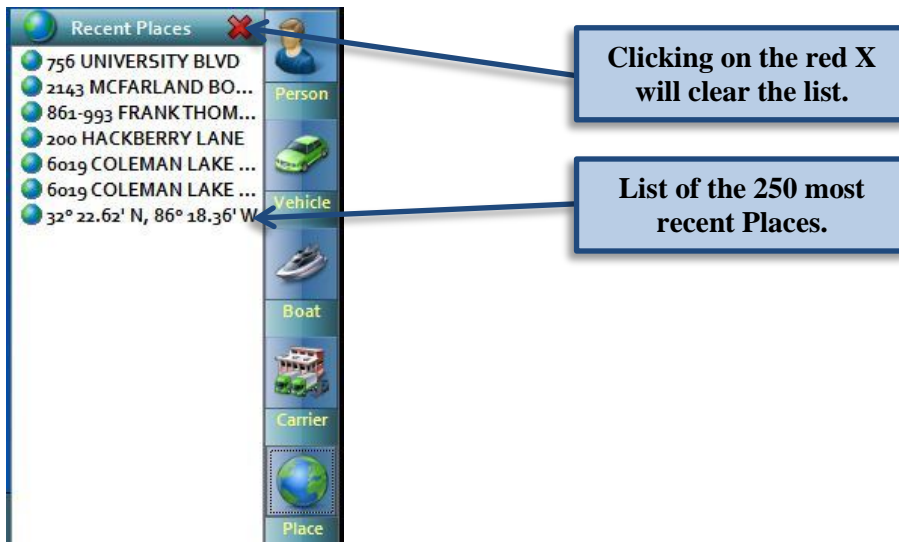 Recent Places
756 UNIVERSITY BLVD
2143 MCFARLAND BO...
861-993 FRANK THOM...
200 HACKBERRY LANE
6019 COLEMAN LAKE ...
6019 COLEMAN LAKE ...
32° 22.62' N, 86° 18.36' W
Person
Vehicle
Boat
Carrier
Place
Clicking on the red X
will clear the list.
List of the 250 most
recent Places.